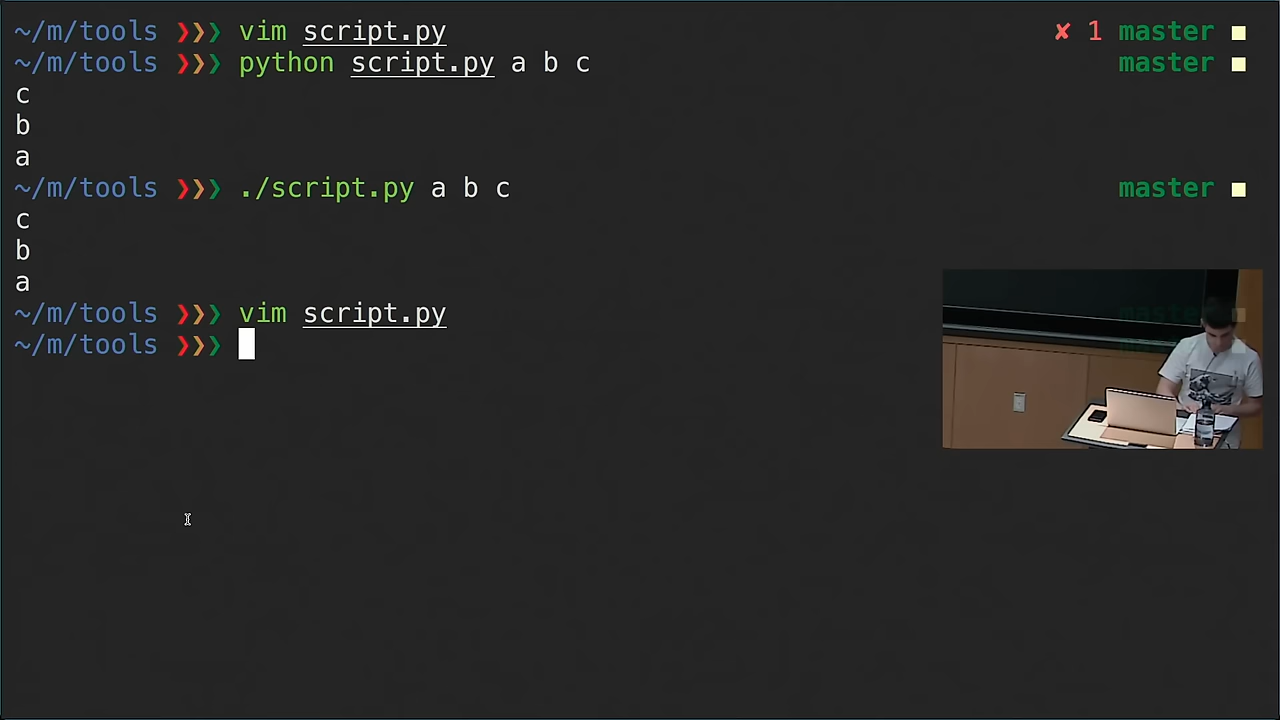 ~/m/tools ❯❯❯ vim script.py ✘ 1 master ■
~/m/tools ❯❯❯ python script.py a b c master ■
c
b
a
~/m/tools ❯❯❯ ./script.py a b c master ■
c
b
a
~/m/tools ❯❯❯ vim script.py master ■
~/m/tools ❯❯❯